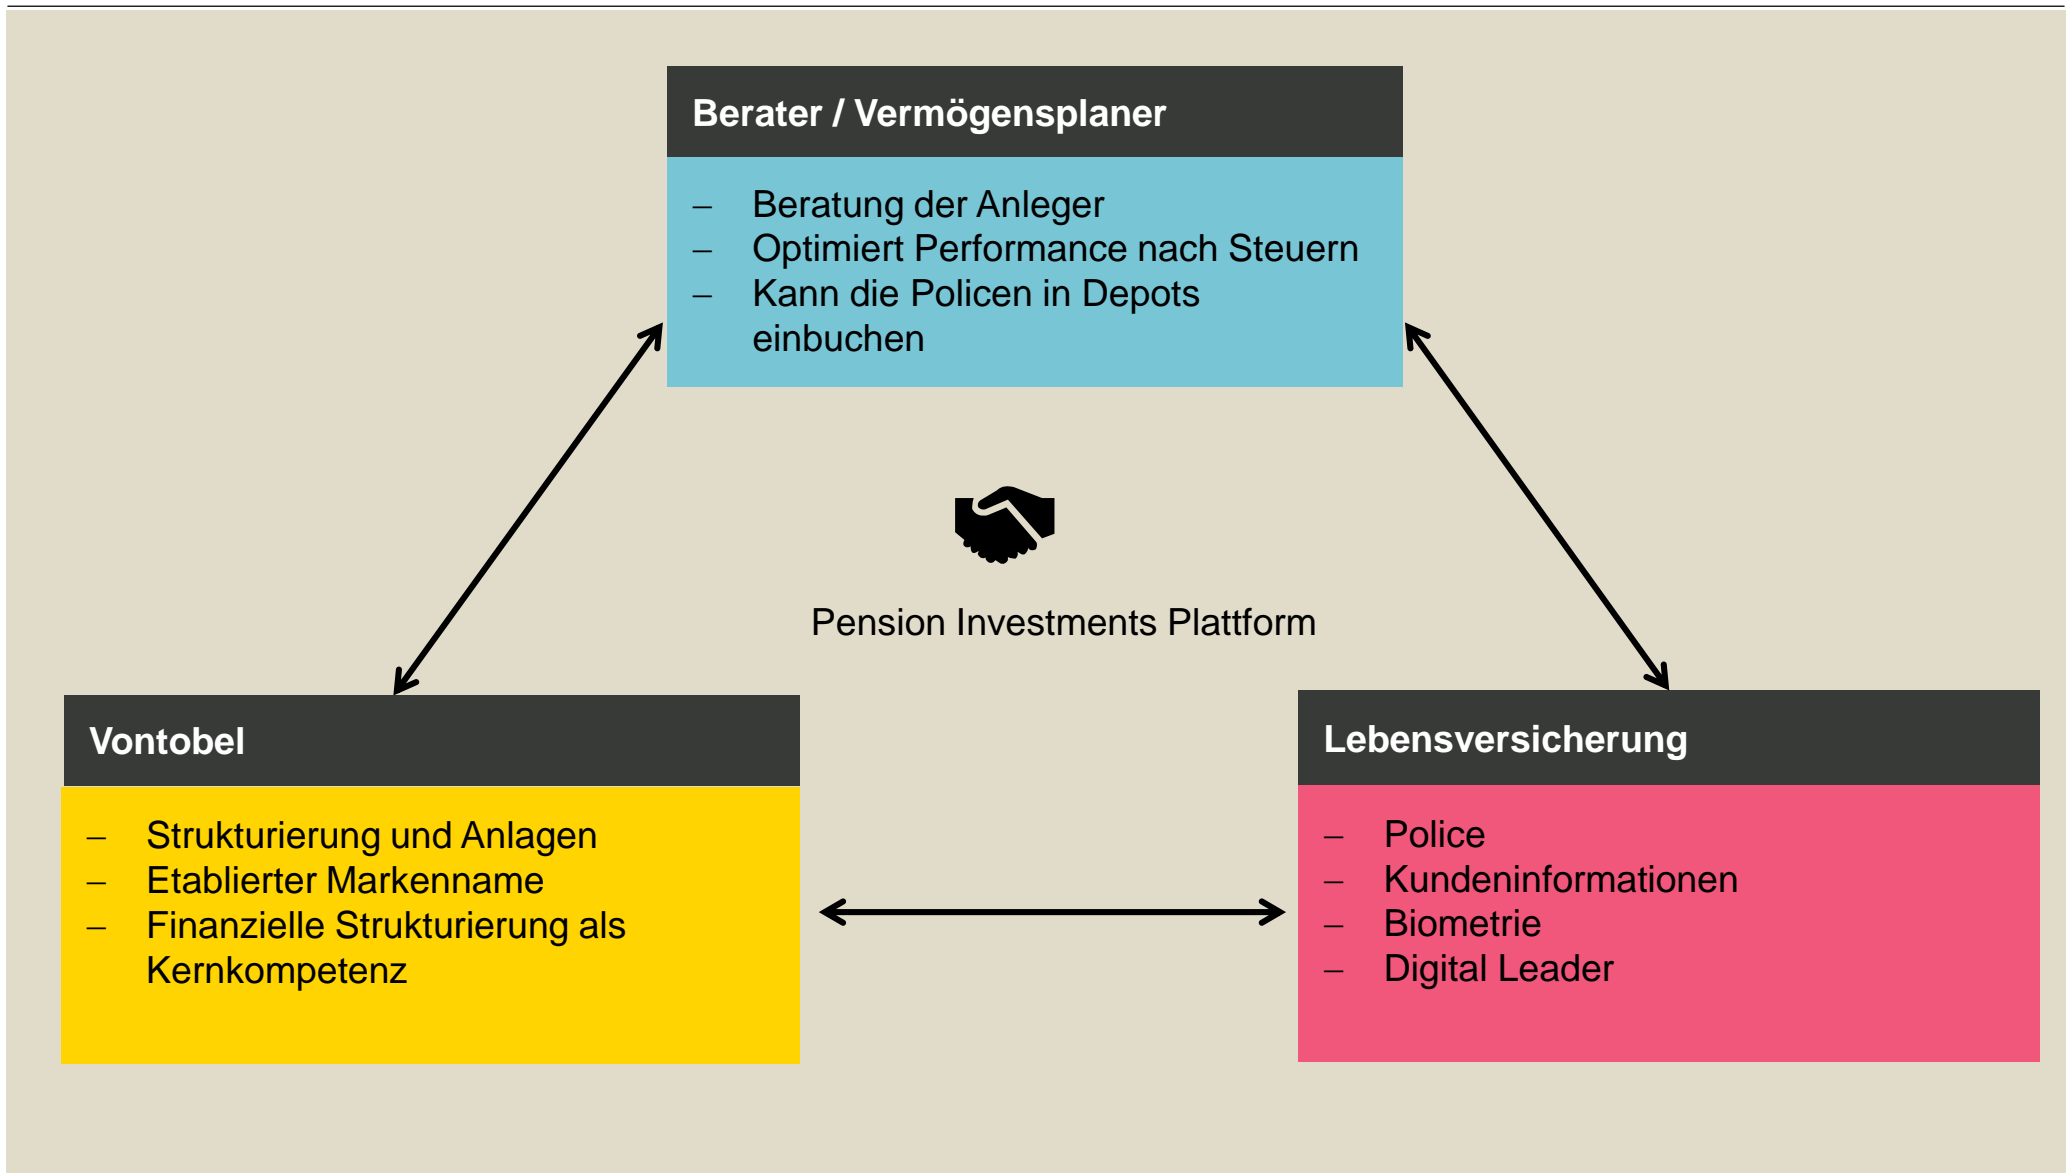 Berater / Vermögensplaner
– Beratung der Anleger
– Optimiert Performance nach Steuern
– Kann die Policen in Depots
einbuchen
Pension Investments Plattform
Vontobel
– Strukturierung und Anlagen
– Etablierter Markenname
– Finanzielle Strukturierung als
Kernkompetenz
Lebensversicherung
– Police
– Kundeninformationen
– Biometrie
– Digital Leader